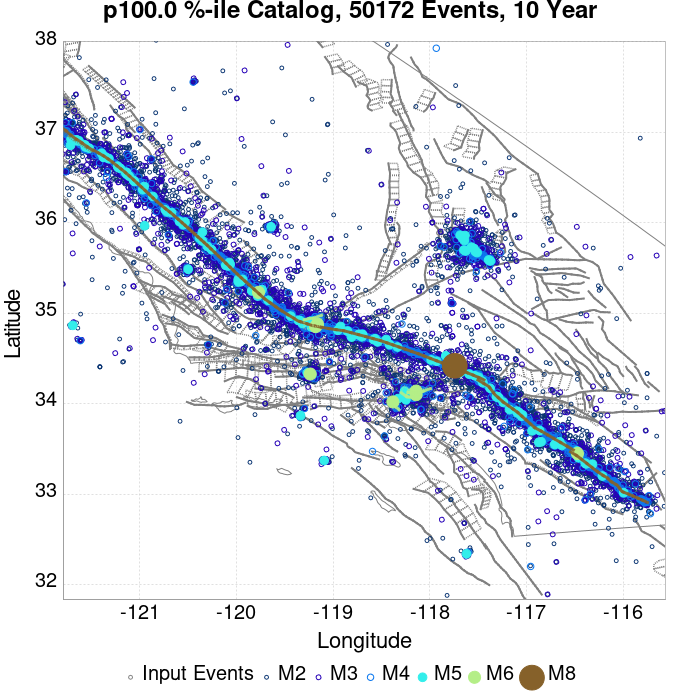 p100.0 %-ile Catalog, 50172 Events, 10 Year
38
37
36
35
34
33
32
Latitude
-121 -120 -119 -118 -117 -116
Longitude
Input Events M2 M3 M4 M5 M6 M8